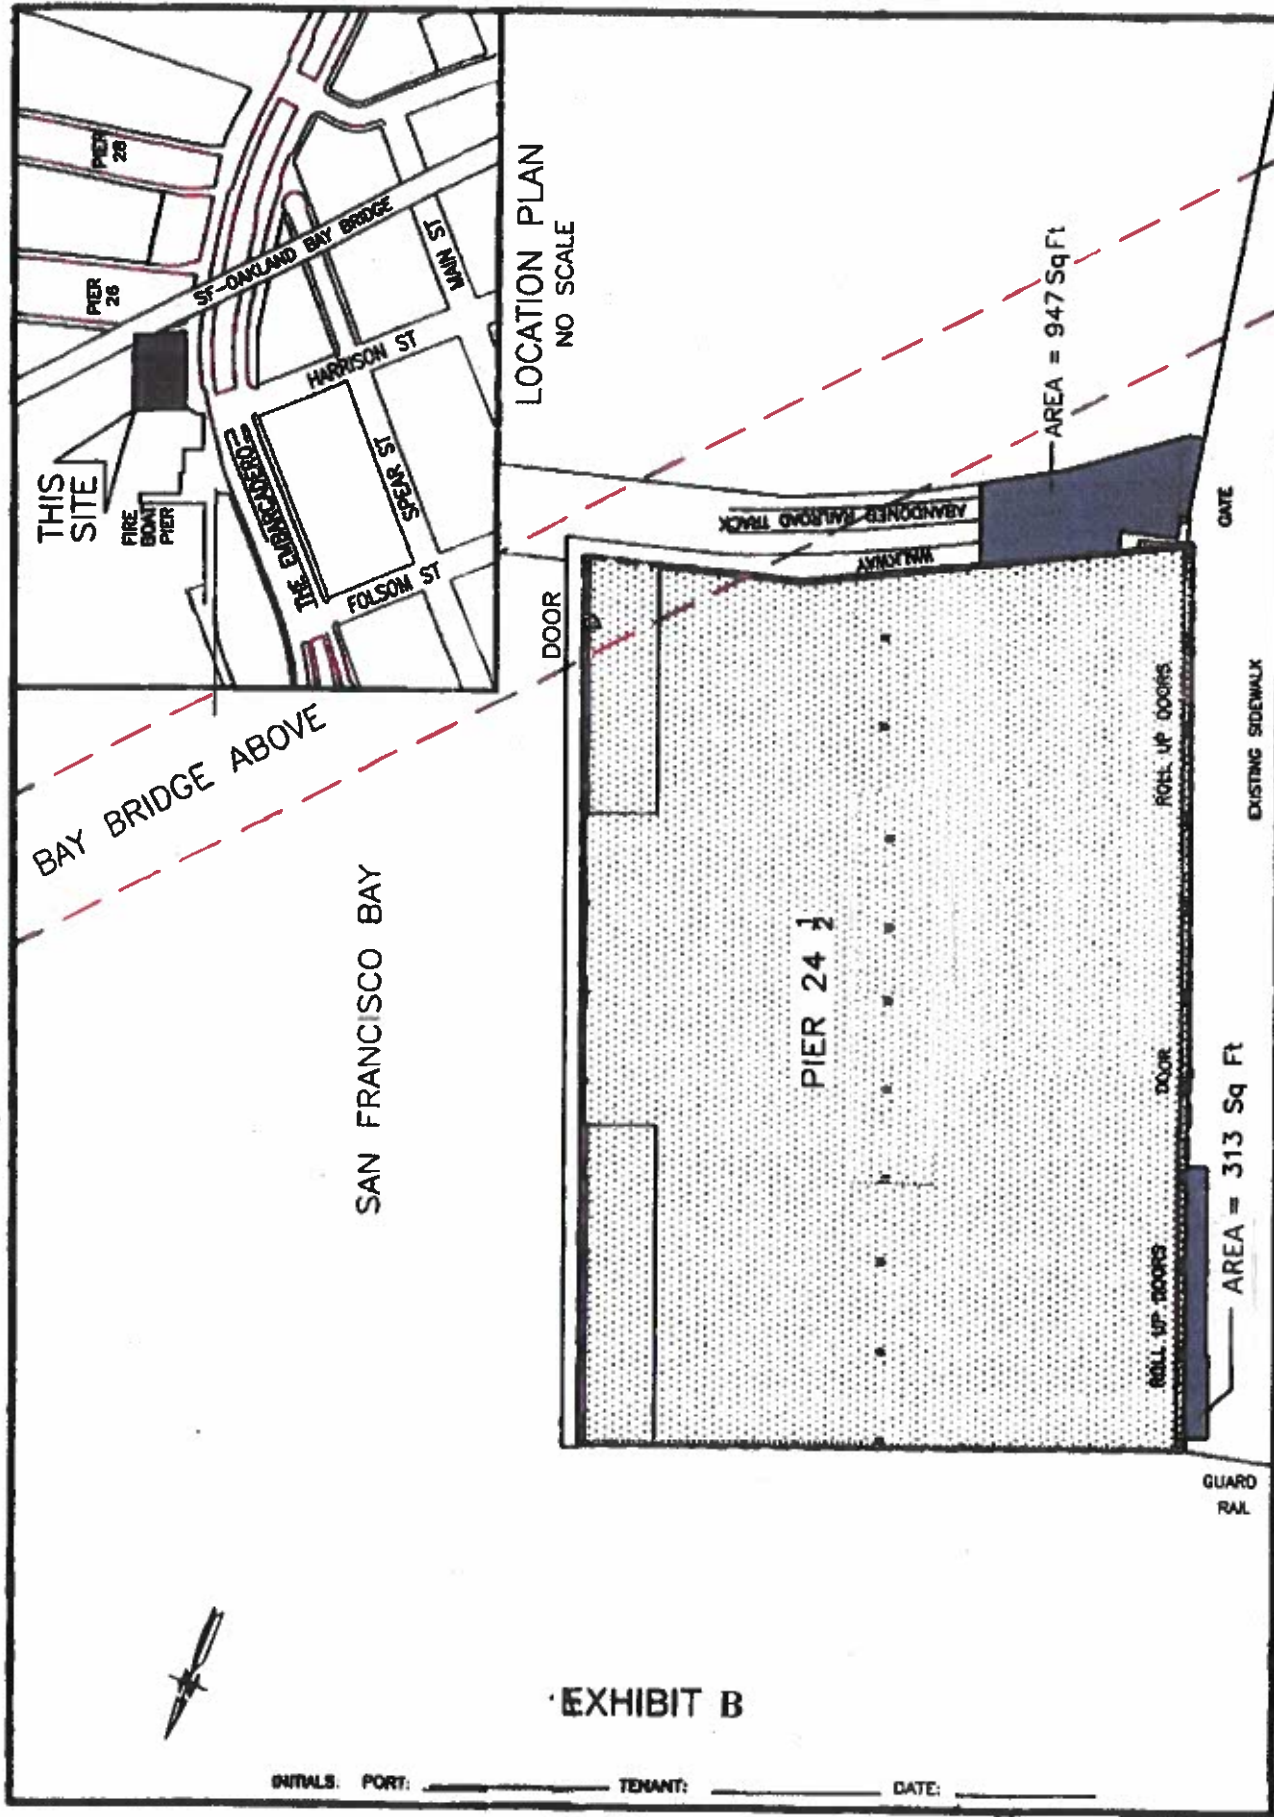 PIER
28
PIER
26
SF-OAKLAND BAY BRIDGE
MAIN ST
HARRISON ST
THIS
SITE
FIRE
BOAT
PIER
THE EMBARCADERO
SPEAR ST
FOLSOM ST
LOCATION PLAN
NO SCALE
BAY BRIDGE ABOVE
SAN FRANCISCO BAY
DOOR
ABANDONED RAILROAD TRACK
WALKWAY
AREA = 947 Sq Ft
GATE
ROLL UP DOORS
EXISTING SIDEWALK
PIER 24 1/2
DOOR
ROLL UP DOORS
AREA = 313 Sq Ft
GUARD
RAIL
EXHIBIT B
INITIALS: PORT: TENANT: DATE: